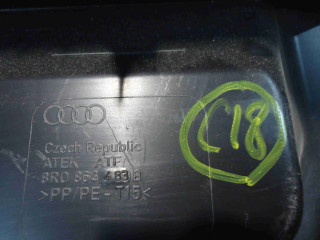 Czech Republic
ATEK ATF
8R0 864 483 B
>PP/PE-T15<
C18